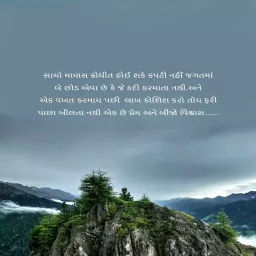 સાચો માણસ ક્રોધીત હોઈ શકે કપટી નહીં જગતમાં
બે છોડ એવા છે કે જે કદી કરમાતા નથી.અને
એક વખત કરમાય પછી લાખ કોશિશ કરો તોય ફરી
પાછા ખીલતા નથી એક છે પ્રેમ અને બીજો વિશ્વાસ......